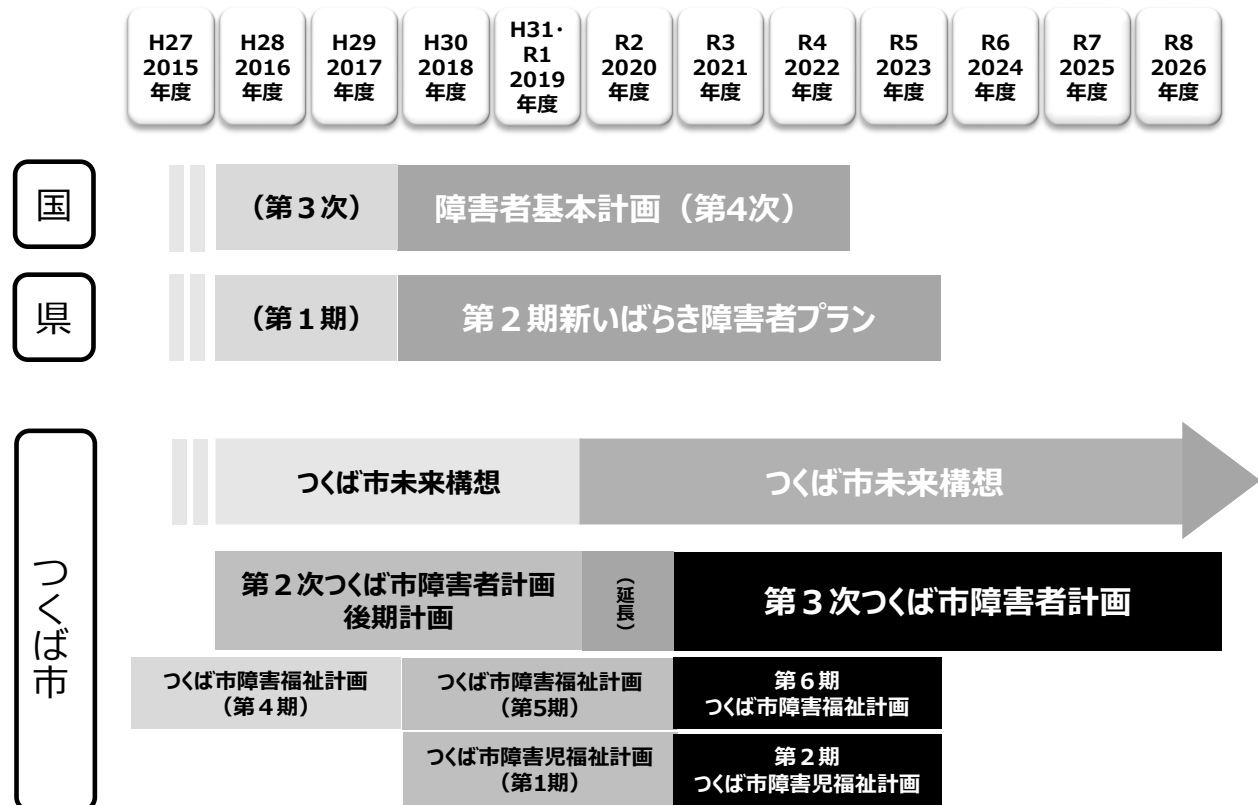 H27
2015
年度
H28
2016
年度
H29
2017
年度
H30
2018
年度
H31・
R1
2019
年度
R2
2020
年度
R3
2021
年度
R4
2022
年度
R5
2023
年度
R6
2024
年度
R7
2025
年度
R8
2026
年度
国
（第３次）
障害者基本計画（第4次）
県
（第１期）
第２期新いばらき障害者プラン
つくば市
つくば市未来構想
つくば市未来構想
第２次つくば市障害者計画
後期計画
（延長）
第３次つくば市障害者計画
つくば市障害福祉計画
（第４期）
つくば市障害福祉計画
（第5期）
第６期
つくば市障害福祉計画
つくば市障害児福祉計画
（第1期）
第２期
つくば市障害児福祉計画